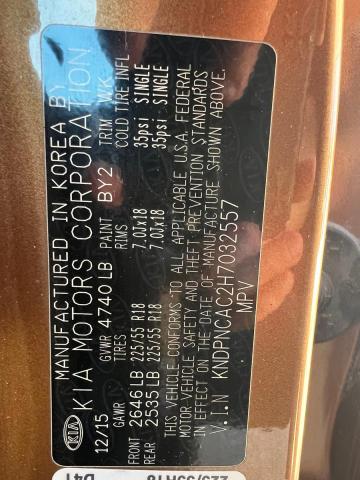 MANUFACTURED IN KOREA BY
KIA KIA MOTORS CORPORATION
12/15 GVWR 4740 LB PAINT BY2 TRIM WK
GAWR TIRES RIMS COLD TIRE INFL
FRONT 2646 LB 225/55 R18 7.0Jx18 35psi SINGLE
REAR 2535 LB 225/55 R18 7.0Jx18 35psi SINGLE
THIS VEHICLE CONFORMS TO ALL APPLICABLE U.S.A. FEDERAL
MOTOR-VEHICLE SAFETY AND THEFT PREVENTION STANDARDS
IN EFFECT ON THE DATE OF MANUFACTURE SHOWN ABOVE.
V.I.N KNDPNCAC2H7032557
MPV